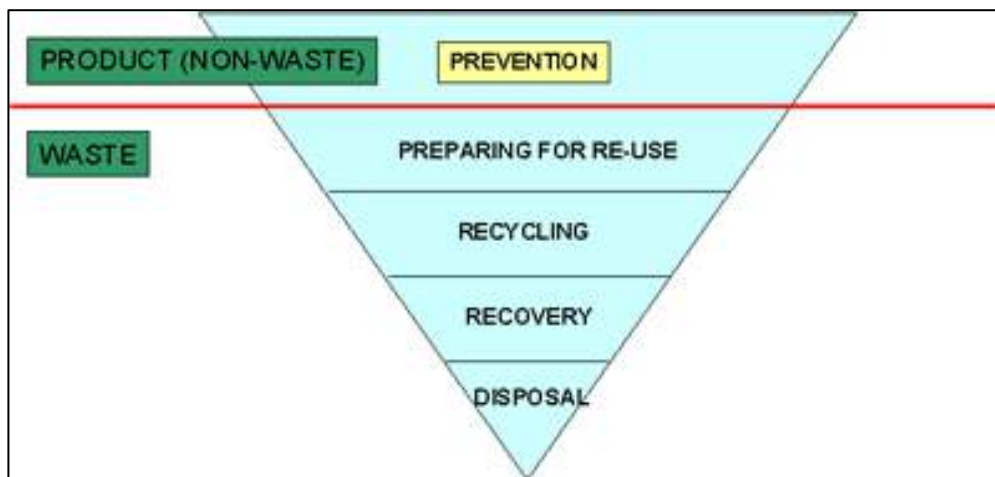 PRODUCT (NON-WASTE)
PREVENTION
WASTE
PREPARING FOR RE-USE
RECYCLING
RECOVERY
DISPOSAL